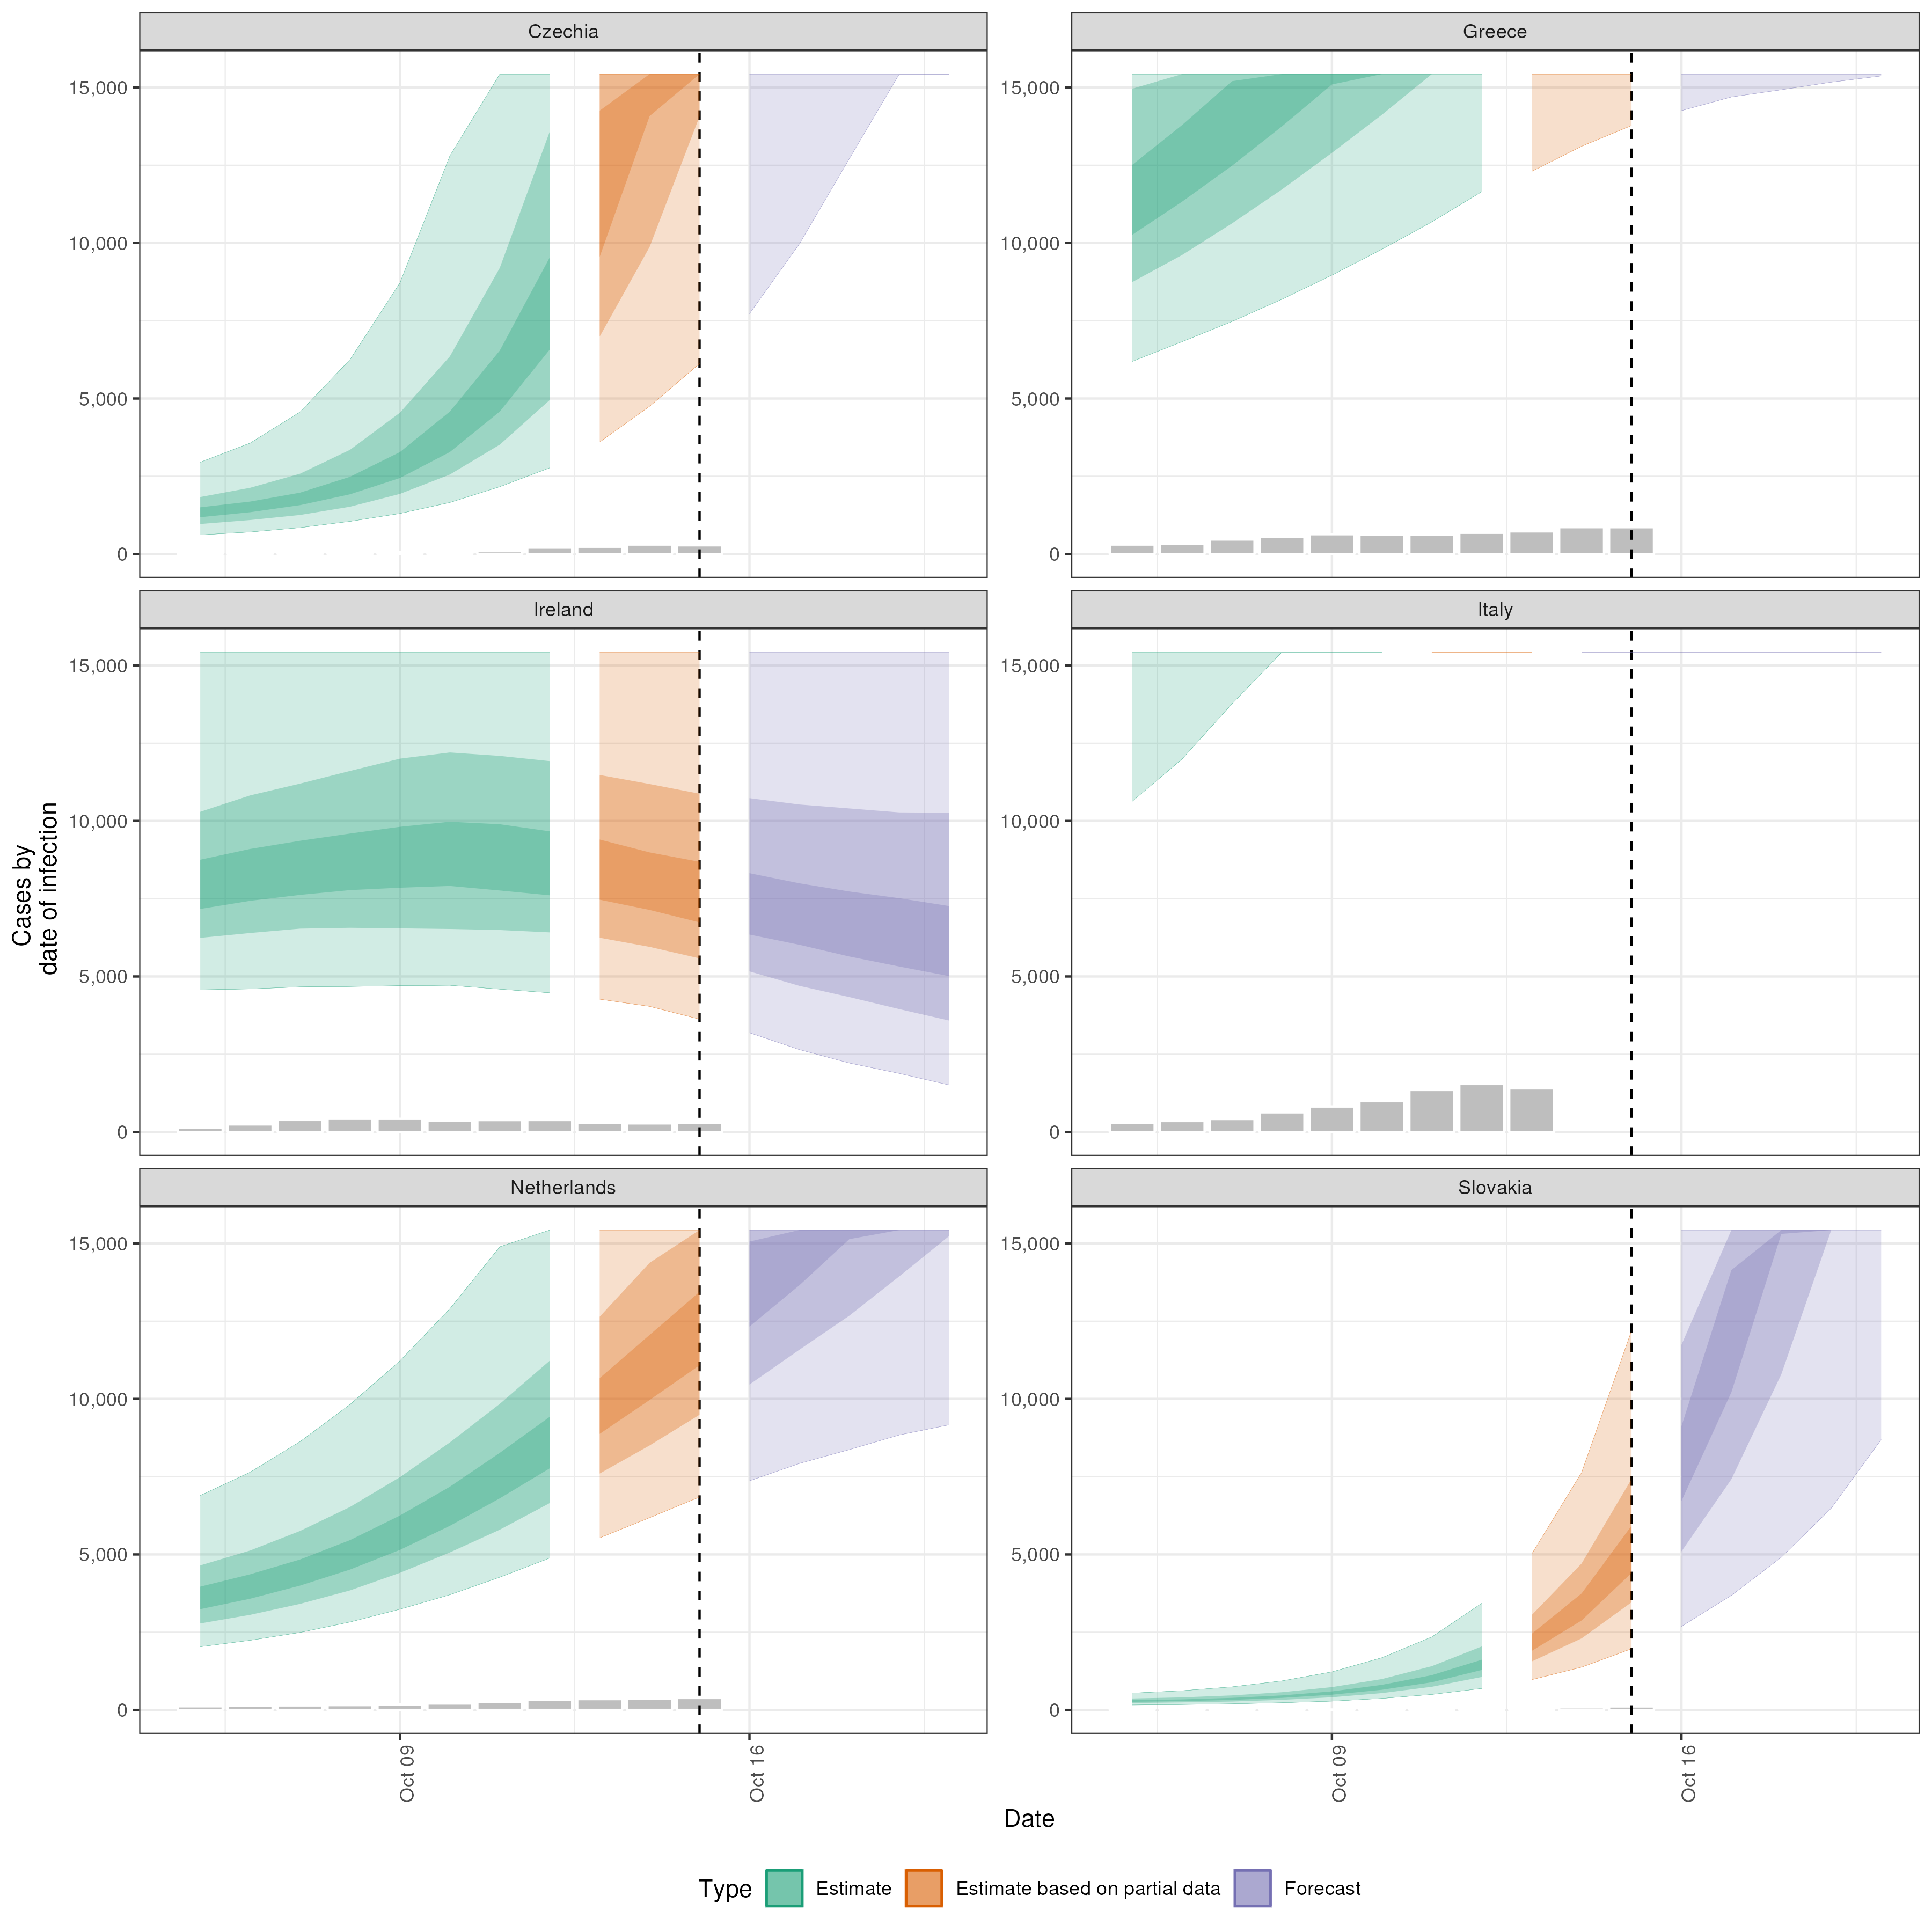 Czechia
Greece
15,000
10,000
5,000
0
15,000
10,000
5,000
0
Ireland
Italy
15,000
10,000
5,000
0
15,000
10,000
5,000
0
Cases by
date of infection
Netherlands
Slovakia
15,000
10,000
5,000
0
15,000
10,000
5,000
0
Oct 09
Oct 16
Oct 09
Oct 16
Date
Type
Estimate
Estimate based on partial data
Forecast